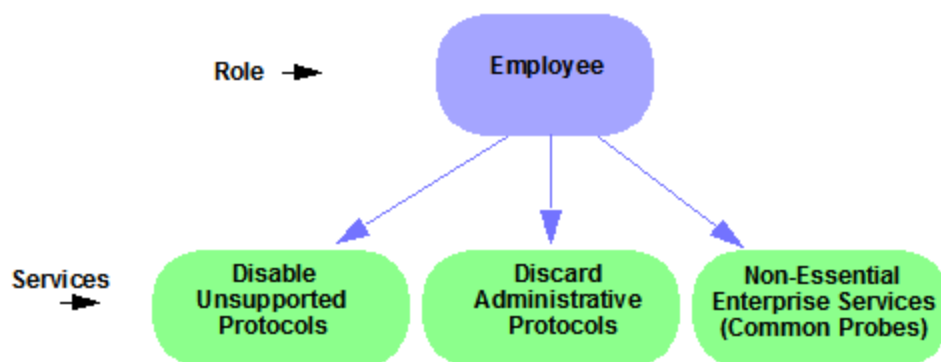 Role
Employee
Services
Disable
Unsupported
Protocols
Discard
Administrative
Protocols
Non-Essential
Enterprise Services
(Common Probes)